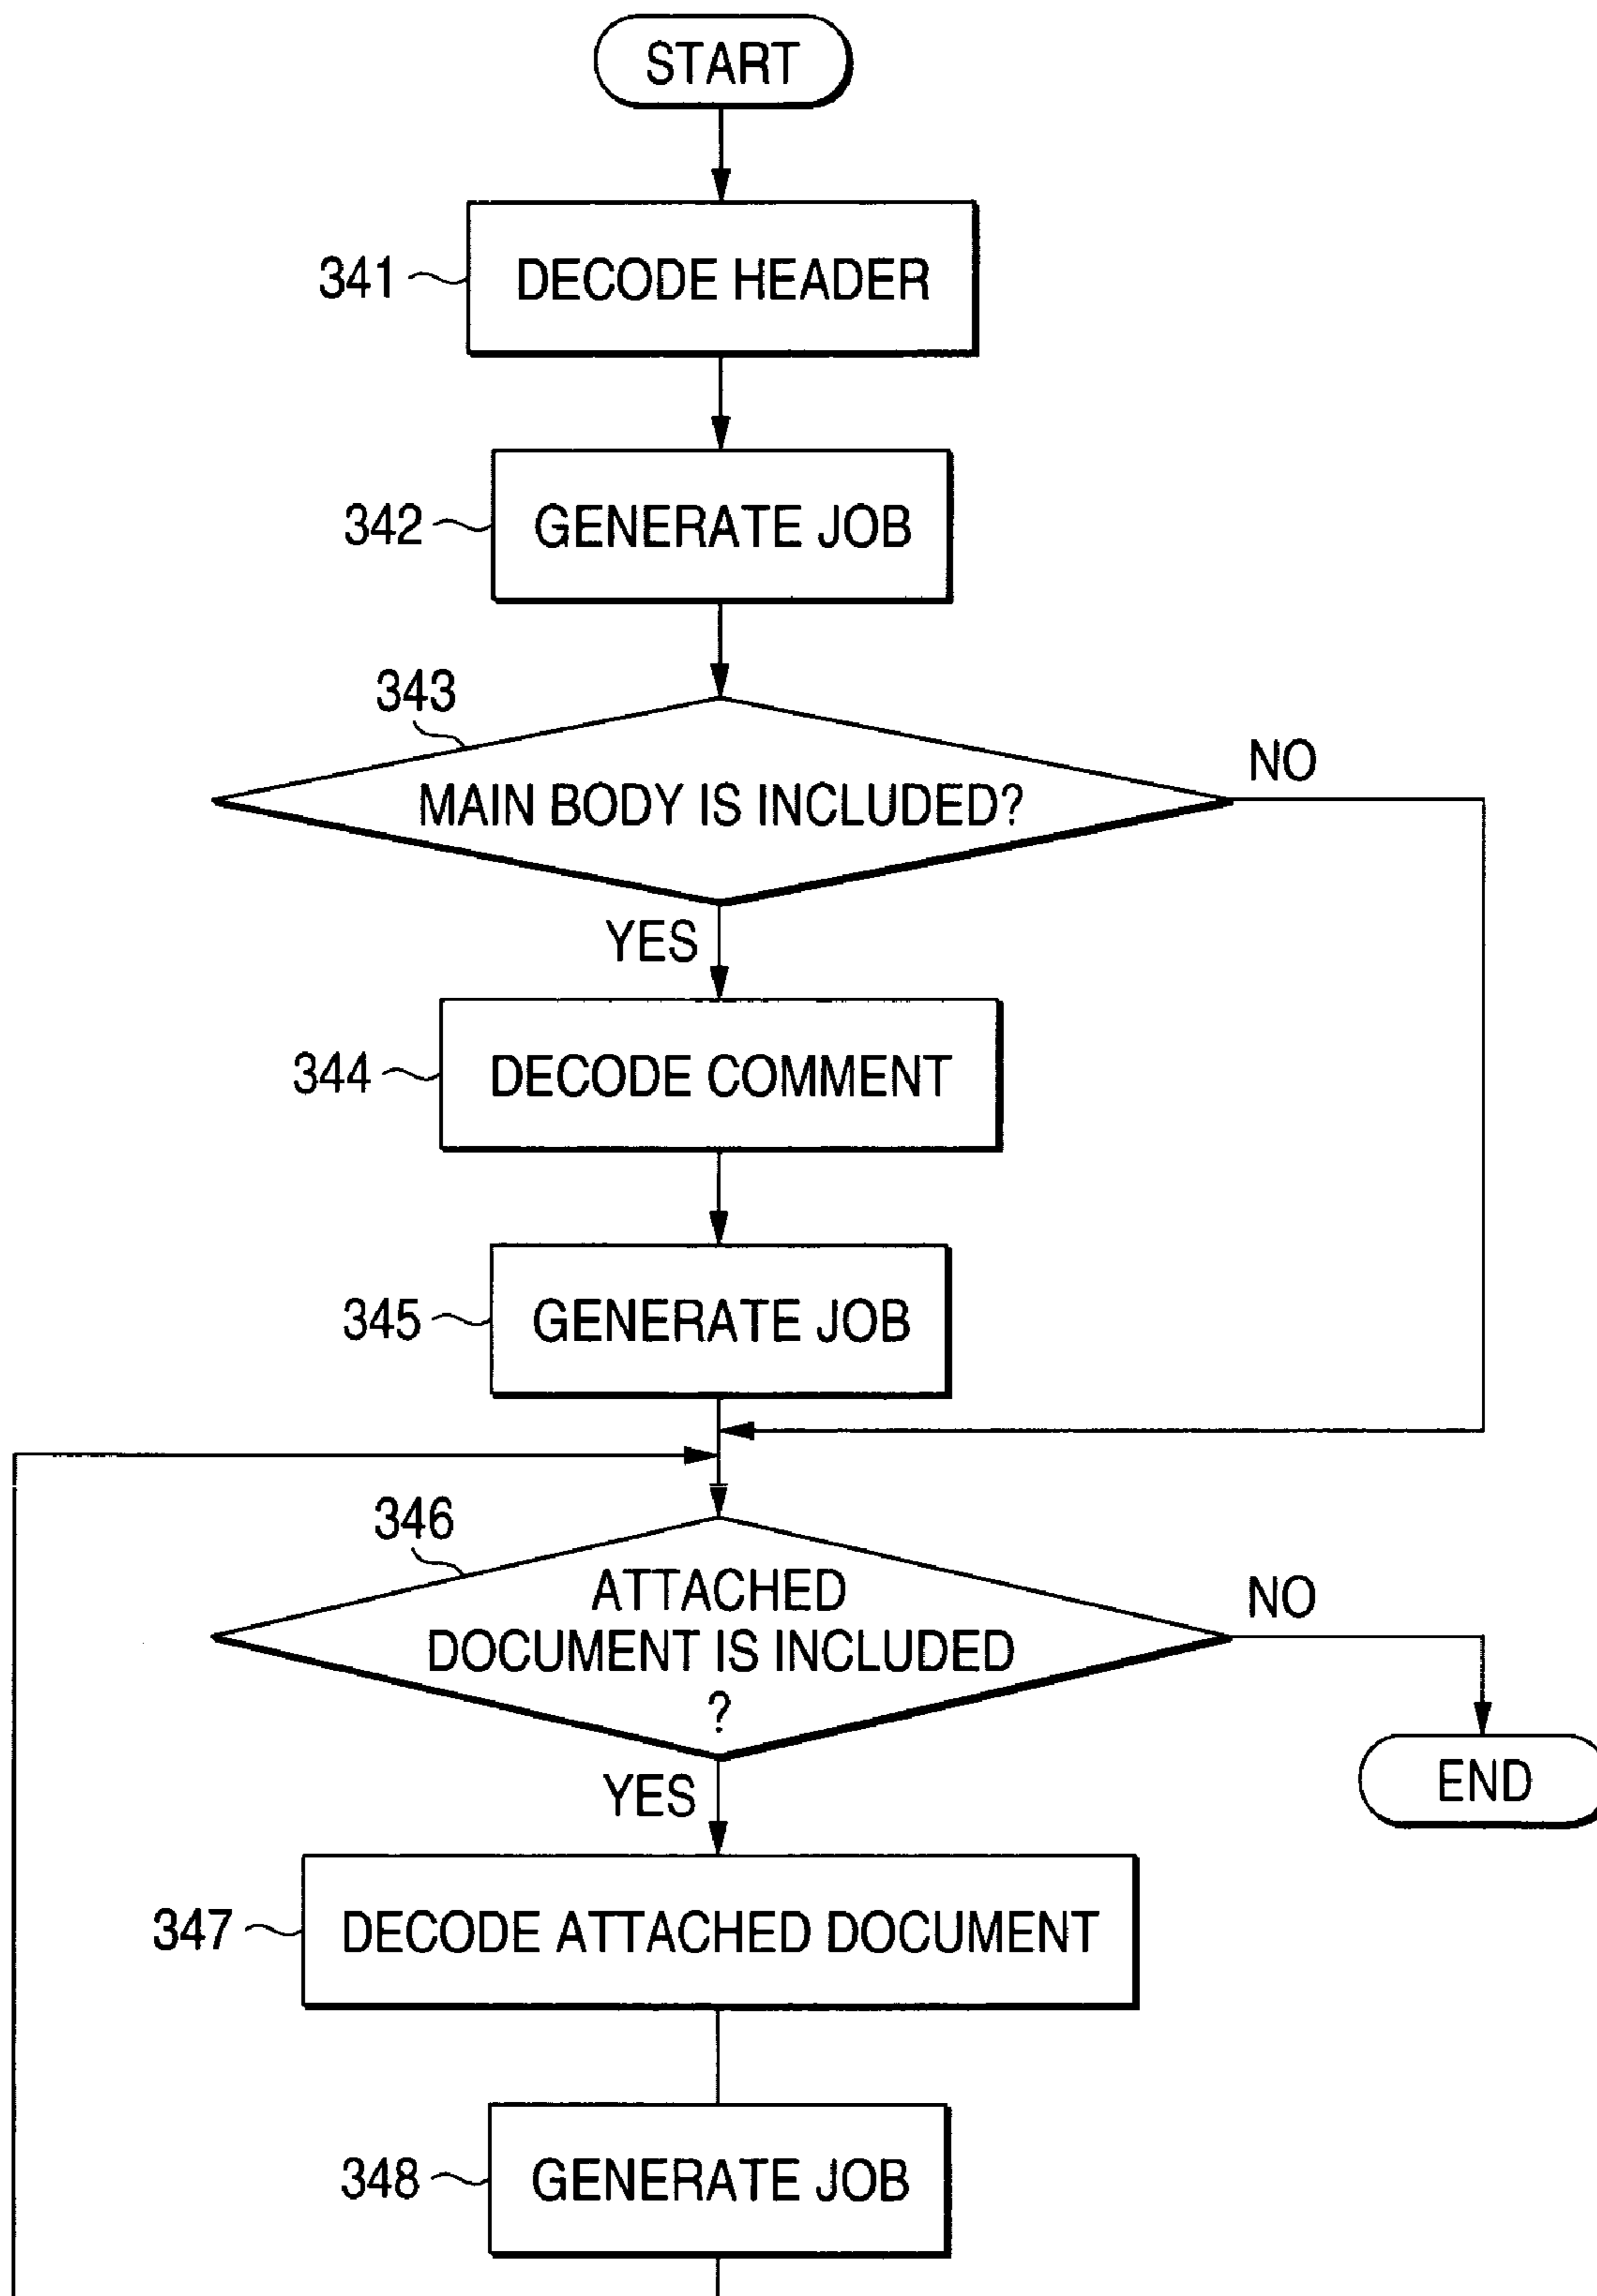 START
341
DECODE HEADER
342
GENERATE JOB
343
MAIN BODY IS INCLUDED?
NO
YES
344
DECODE COMMENT
345
GENERATE JOB
346
ATTACHED
DOCUMENT IS INCLUDED
?
NO
END
YES
347
DECODE ATTACHED DOCUMENT
348
GENERATE JOB